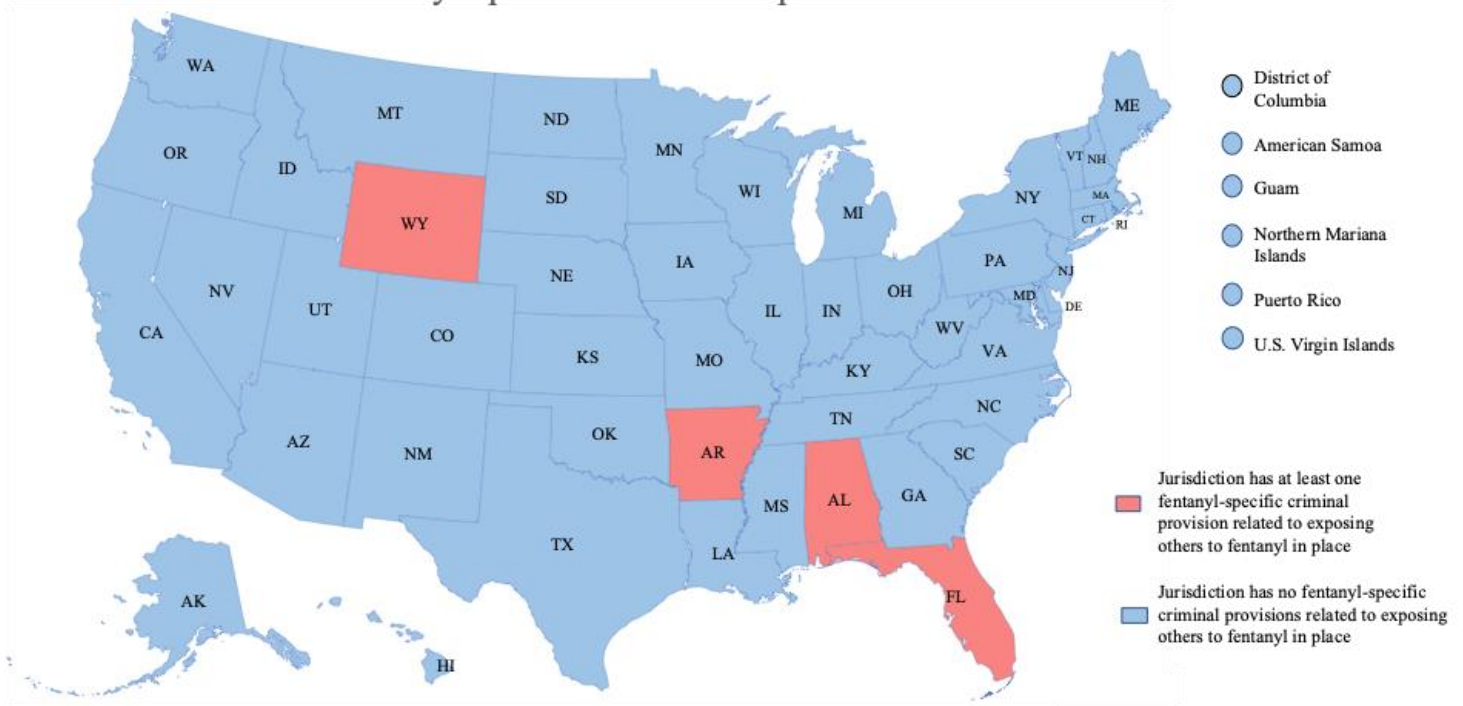 WA
MT
ND
MN
ME
OR
ID
SD
WI
VT
NH
WY
MI
NY
MA
CT
RI
NV
UT
NE
IA
PA
NJ
CA
CO
IL
IN
OH
MD
DE
KS
MO
WV
VA
KY
AZ
NM
OK
AR
TN
NC
SC
MS
AL
GA
TX
LA
AK
HI
FL
District of
Columbia
American Samoa
Guam
Northern Mariana
Islands
Puerto Rico
U.S. Virgin Islands
Jurisdiction has at least one
fentanyl-specific criminal
provision related to exposing
others to fentanyl in place
Jurisdiction has no fentanyl-specific
criminal provisions related to exposing
others to fentanyl in place